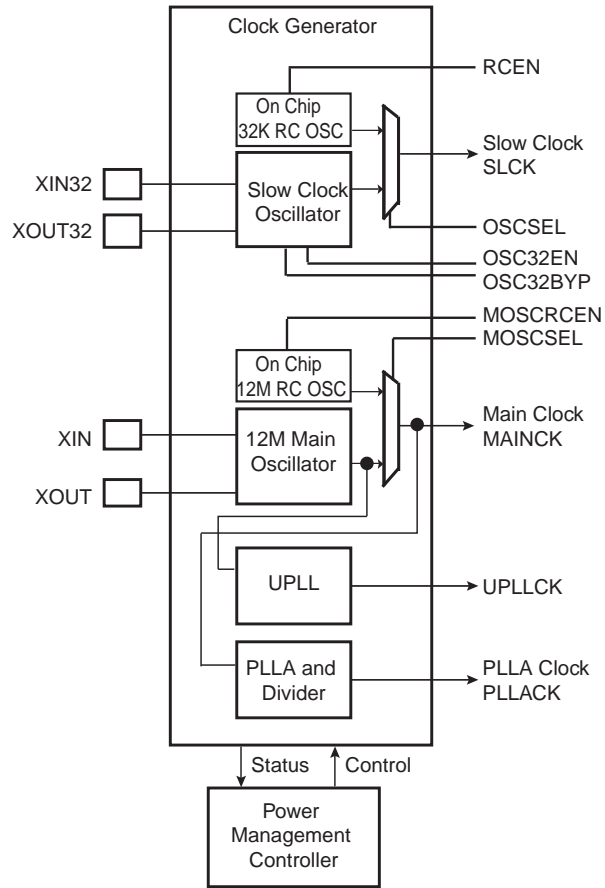 Clock Generator
RCEN
On Chip
32K RC OSC
Slow Clock
SLCK
XIN32
Slow Clock
Oscillator
XOUT32
OSCSEL
OSC32EN
OSC32BYP
MOSCRCEN
MOSCSEL
On Chip
12M RC OSC
Main Clock
MAINCK
XIN
12M Main
Oscillator
XOUT
UPLL
UPLLCK
PLLA and
Divider
PLLA Clock
PLLACK
Status
Control
Power
Management
Controller